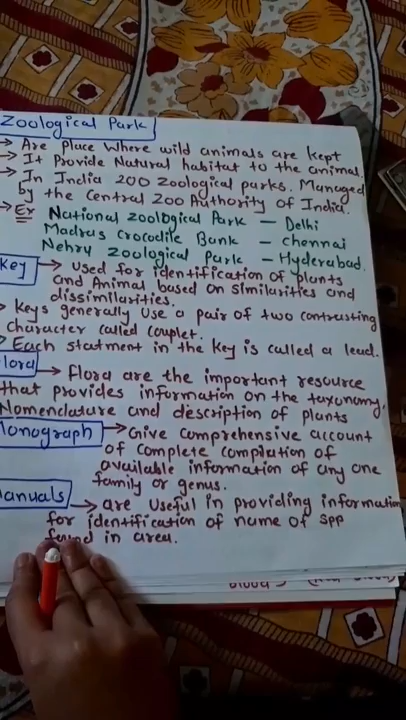 Zoological Park
→ Are Place Where wild animals are kept
→ It Provide Natural habitat to the animal.
→ In India 200 Zoological parks. Managed
by the Central Zoo Authority of India.
→ Ex National Zoological Park — Delhi
Madras Crocodile Bank — chennai
Nehru Zoological Park — Hyderabad.
Key → Used for identification of plants
and Animal based on similarities and
dissimilarities.
Keys generally Use a pair of two contrasting
character called couplet.
Each statment in the key is called a lead.
lora → flora are the important resource
that provides information on the taxonomy,
Nomenclature and description of plants
Monograph → Give comprehensive account
of complete compilation of
available information of any one
family or genus.
anuals → are useful in providing information
for identification of name of spp
found in area.